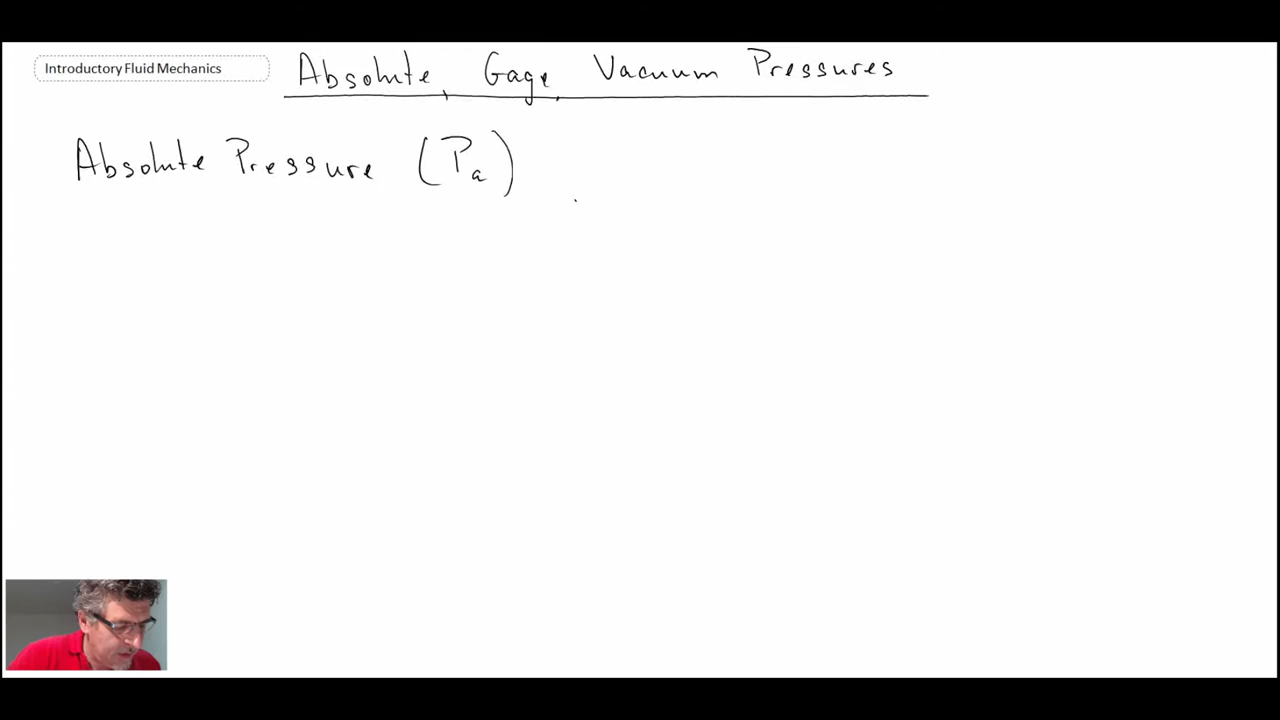 Introductory Fluid Mechanics
Absolute, Gage, Vacuum Pressures
Absolute Pressure (Pa)